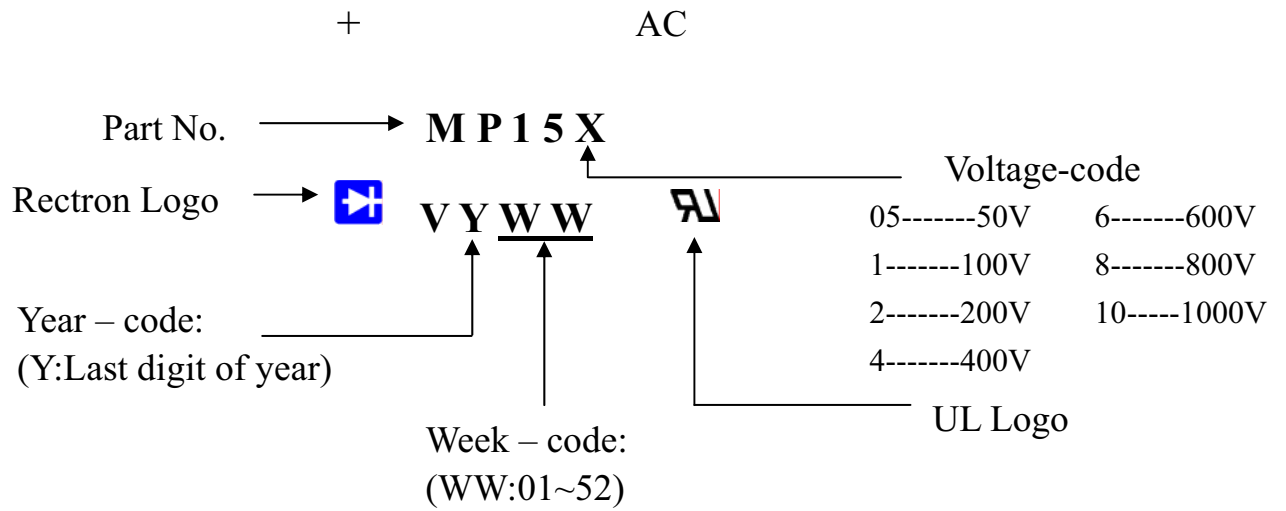 + AC
Part No. M P 1 5 X
Voltage-code
Rectron Logo V Y W W
05-------50V 6-------600V
1-------100V 8-------800V
2-------200V 10-----1000V
4-------400V
Year – code:
(Y:Last digit of year)
UL Logo
Week – code:
(WW:01~52)